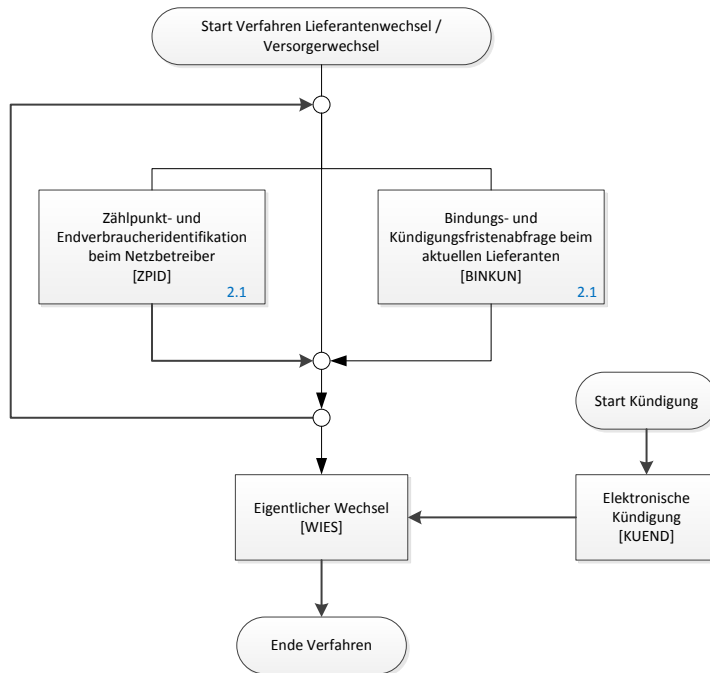 Start Verfahren Lieferantenwechsel /
Versorgerwechsel
Zählpunkt- und
Endverbraucheridentifikation
beim Netzbetreiber
[ZPID]
2.1
Bindungs- und
Kündigungsfristenabfrage beim
aktuellen Lieferanten
[BINKUN]
2.1
Start Kündigung
Eigentlicher Wechsel
[WIES]
Elektronische
Kündigung
[KUEND]
Ende Verfahren